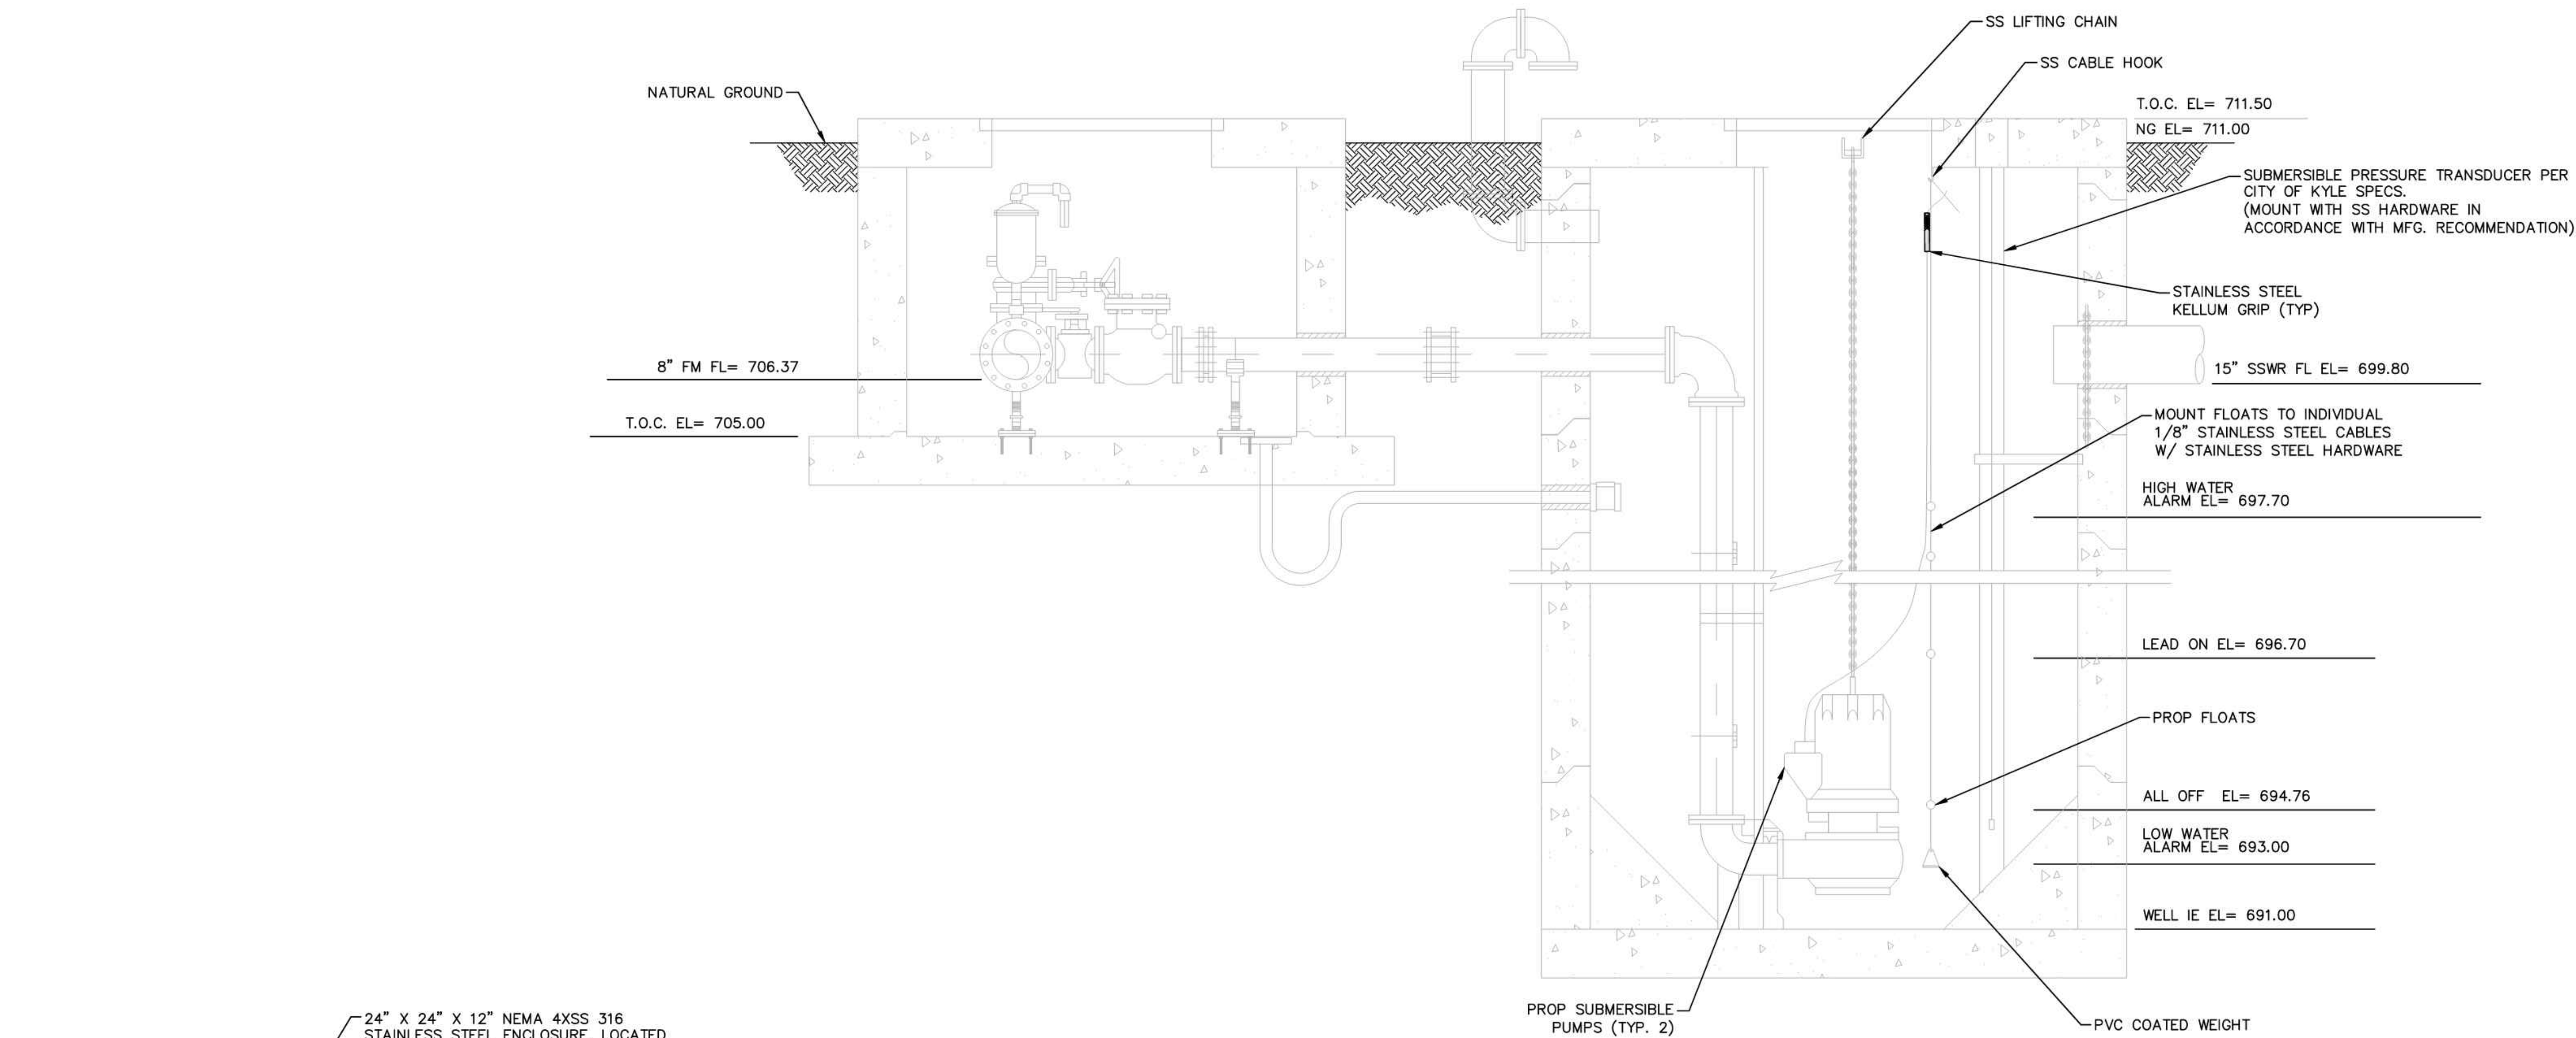 SS LIFTING CHAIN
SS CABLE HOOK
NATURAL GROUND
T.O.C. EL= 711.50
NG EL= 711.00
SUBMERSIBLE PRESSURE TRANSDUCER PER
CITY OF KYLE SPECS.
(MOUNT WITH SS HARDWARE IN
ACCORDANCE WITH MFG. RECOMMENDATION)
STAINLESS STEEL
KELLUM GRIP (TYP)
8" FM FL= 706.37
15" SSWR FL EL= 699.80
T.O.C. EL= 705.00
MOUNT FLOATS TO INDIVIDUAL
1/8" STAINLESS STEEL CABLES
W/ STAINLESS STEEL HARDWARE
HIGH WATER
ALARM EL= 697.70
LEAD ON EL= 696.70
PROP FLOATS
ALL OFF EL= 694.76
LOW WATER
ALARM EL= 693.00
WELL IE EL= 691.00
PROP SUBMERSIBLE
PUMPS (TYP. 2)
PVC COATED WEIGHT
24" X 24" X 12" NEMA 4XSS 316
STAINLESS STEEL ENCLOSURE LOCATED